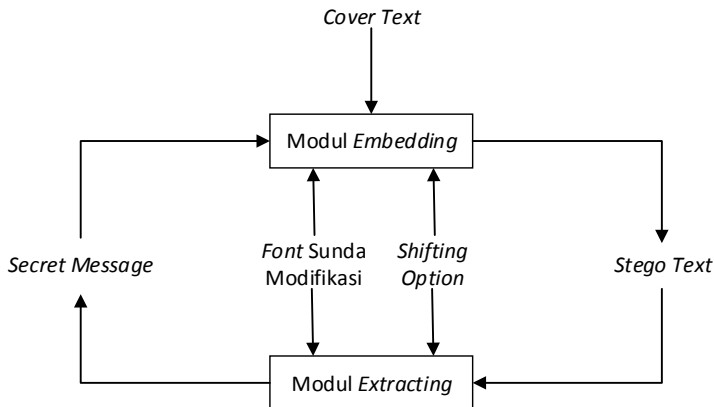 Cover Text
Modul Embedding
Secret Message
Font Sunda
Modifikasi
Shifting
Option
Stego Text
Modul Extracting